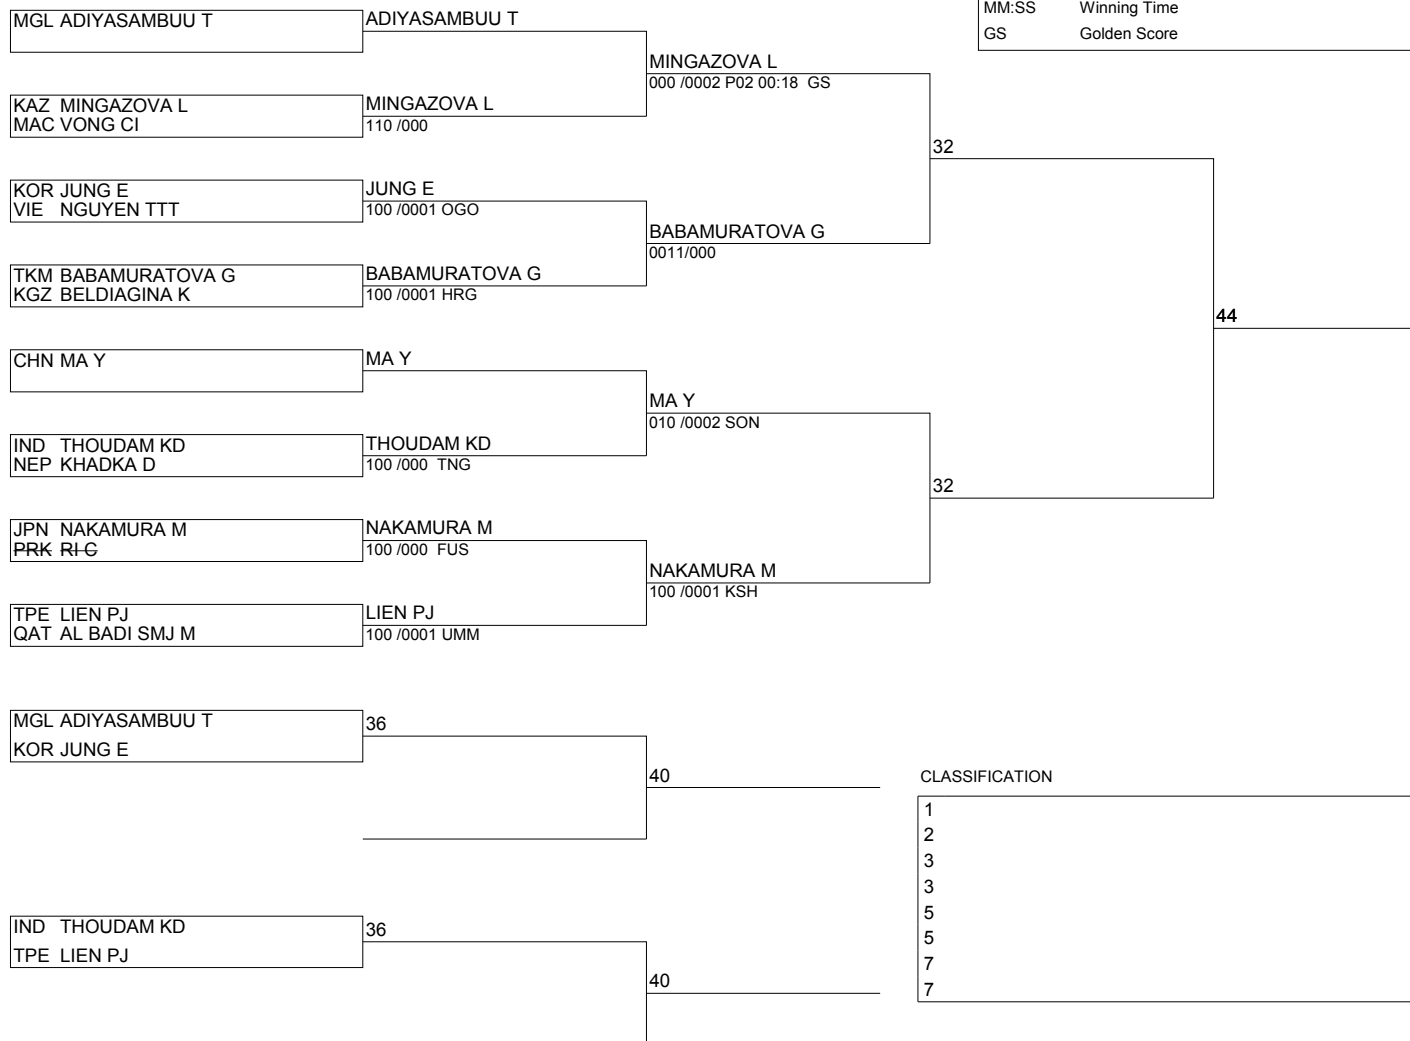 MM:SS Winning Time
GS Golden Score
MGL ADIYASAMBUU T
ADIYASAMBUU T
MINGAZOVA L
000 /0002 P02 00:18 GS
KAZ MINGAZOVA L
MAC VONG CI
MINGAZOVA L
110 /000
32
KOR JUNG E
VIE NGUYEN TTT
JUNG E
100 /0001 OGO
BABAMURATOVA G
0011/000
TKM BABAMURATOVA G
KGZ BELDIAGINA K
BABAMURATOVA G
100 /0001 HRG
44
CHN MA Y
MA Y
MA Y
010 /0002 SON
IND THOUDAM KD
NEP KHADKA D
THOUDAM KD
100 /000 TNG
32
JPN NAKAMURA M
PRK RI C
NAKAMURA M
100 /000 FUS
NAKAMURA M
100 /0001 KSH
TPE LIEN PJ
QAT AL BADI SMJ M
LIEN PJ
100 /0001 UMM
MGL ADIYASAMBUU T
KOR JUNG E
36
40
IND THOUDAM KD
TPE LIEN PJ
36
40
CLASSIFICATION
1
2
3
3
5
5
7
7